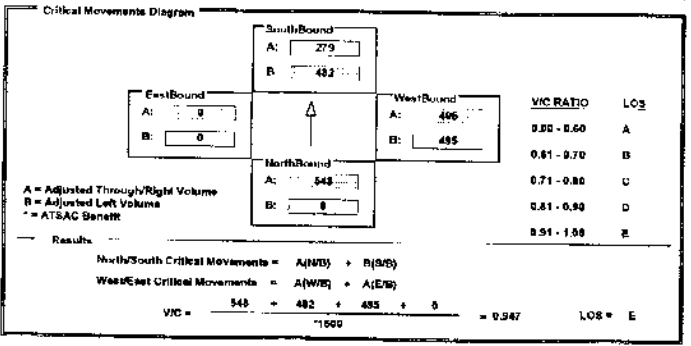 Critical Movements Diagram
SouthBound
A: 279
B: 482
EastBound
A: 0
B: 0
WestBound
A:
B: 495
NorthBound
A: 548
B: 0
V/C RATIO LOS
0.00 - 0.60 A
0.61 - 0.70 B
0.71 - 0.80 C
0.81 - 0.90 D
0.91 - 1.00 E
A = Adjusted Through/Right Volume
B = Adjusted Left Volume
* = ATSAC Benefit
Results
North/South Critical Movements = A(N/B) + B(S/B)
West/East Critical Movements = A(W/B) + A(E/B)
V/C = 548 + 482 + 495 + 0 = 0.947 LOS = E